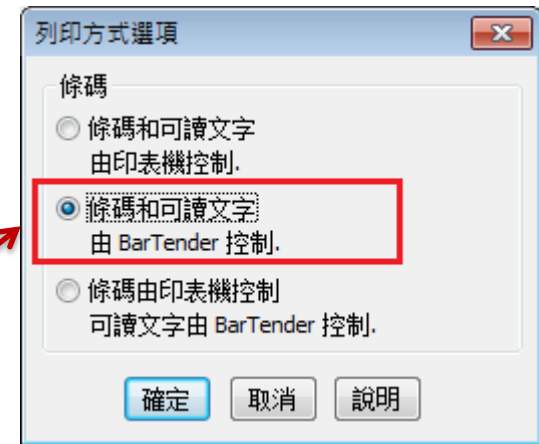 列印方式選項
條碼
條碼和可讀文字
由印表機控制.
條碼和可讀文字
由 BarTender 控制.
條碼由印表機控制
可讀文字由 BarTender 控制.
確定 取消 說明